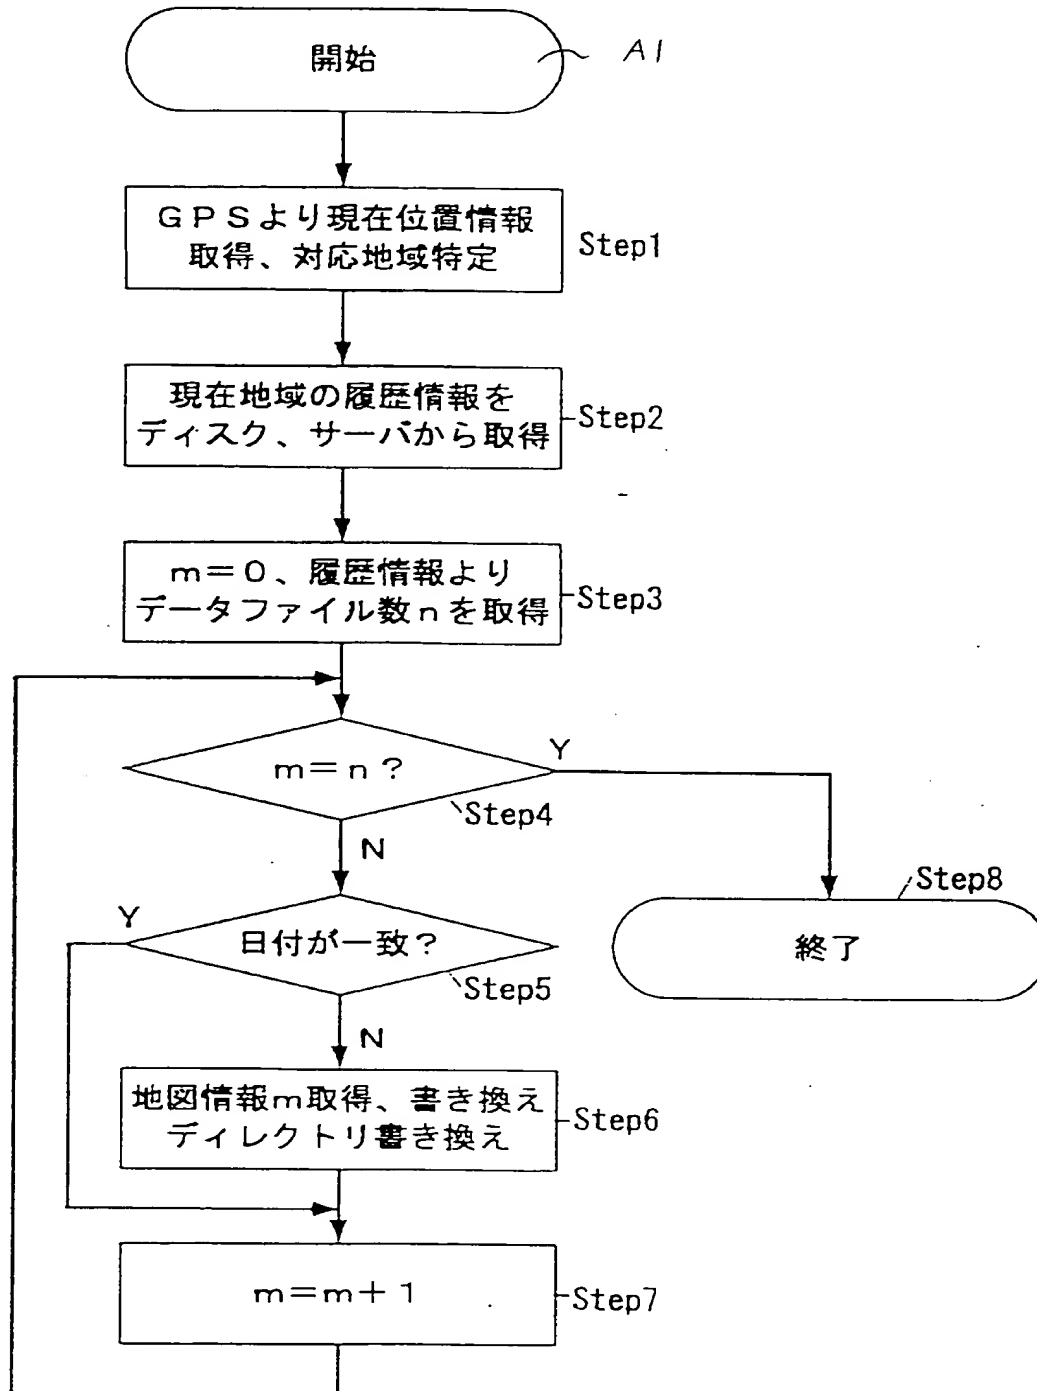 開始
A1
GPSより現在位置情報
取得、対応地域特定
Step1
現在地域の履歴情報を
ディスク、サーバから取得
Step2
m=0、履歴情報より
データファイル数nを取得
Step3
m=n?
Y
Step4
N
Step8
終了
Y
日付が一致?
Step5
N
地図情報m取得、書き換え
ディレクトリ書き換え
Step6
m=m+1
Step7